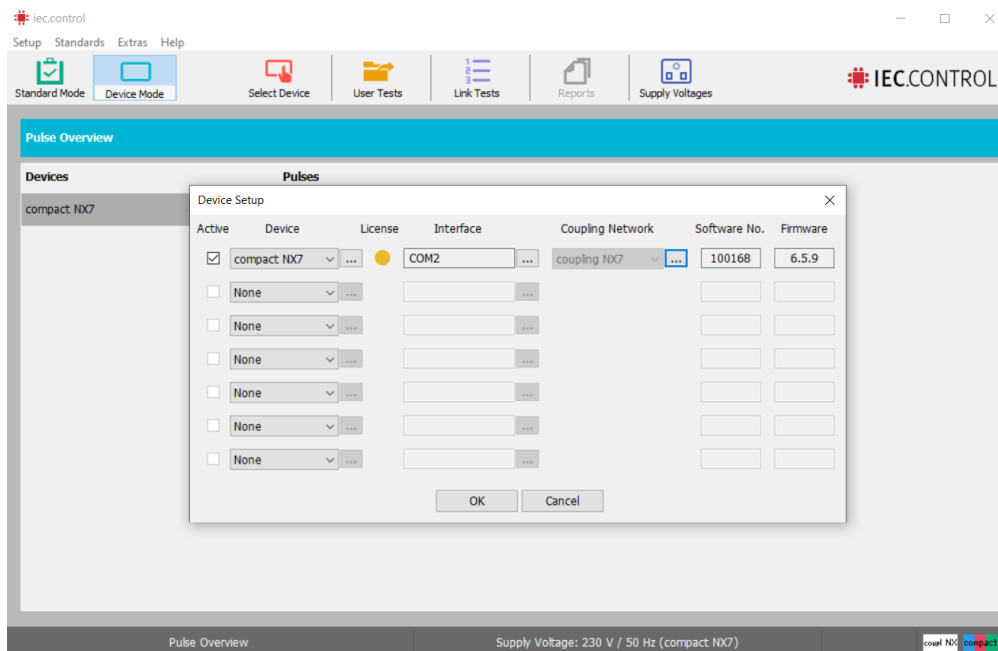 iec.control
Setup Standards Extras Help
Standard Mode Device Mode Select Device User Tests Link Tests Reports Supply Voltages IEC.CONTROL
Pulse Overview
Devices Pulses
compact NX7
Device Setup
Active Device License Interface Coupling Network Software No. Firmware
compact NX7 ... COM2 ... coupling NX7 ... 100168 6.5.9
None ... ...
None ... ...
None ... ...
None ... ...
None ... ...
None ... ...
OK Cancel
Pulse Overview Supply Voltage: 230 V / 50 Hz (compact NX7) coupl NX compact